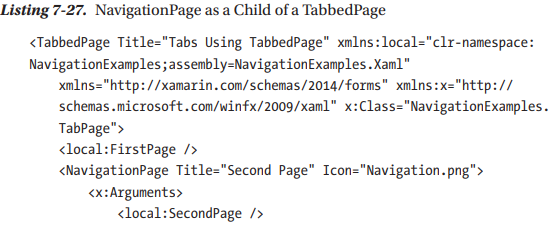 Listing 7-27. NavigationPage as a Child of a TabbedPage
<TabbedPage Title="Tabs Using TabbedPage" xmlns:local="clr-namespace:
NavigationExamples;assembly=NavigationExamples.Xaml"
xmlns="http://xamarin.com/schemas/2014/forms" xmlns:x="http://
schemas.microsoft.com/winfx/2009/xaml" x:Class="NavigationExamples.
TabPage">
<local:FirstPage />
<NavigationPage Title="Second Page" Icon="Navigation.png">
<x:Arguments>
<local:SecondPage />